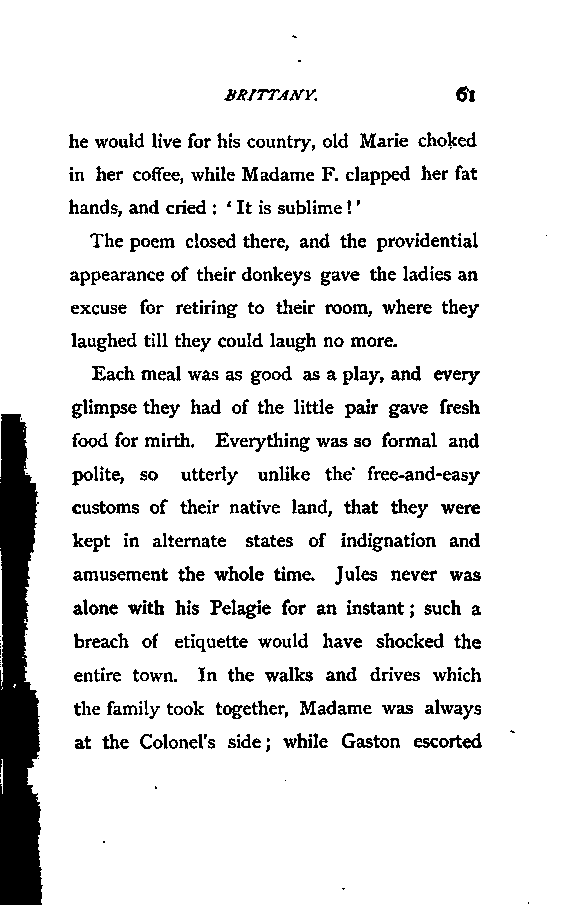 BRITTANY. 61
he would live for his country, old Marie choked
in her coffee, while Madame F. clapped her fat
hands, and cried : ‘ It is sublime ! ’
The poem closed there, and the providential
appearance of their donkeys gave the ladies an
excuse for retiring to their room, where they
laughed till they could laugh no more.
Each meal was as good as a play, and every
glimpse they had of the little pair gave fresh
food for mirth. Everything was so formal and
polite, so utterly unlike the free-and-easy
customs of their native land, that they were
kept in alternate states of indignation and
amusement the whole time. Jules never was
alone with his Pelagie for an instant ; such a
breach of etiquette would have shocked the
entire town. In the walks and drives which
the family took together, Madame was always
at the Colonel's side ; while Gaston escorted